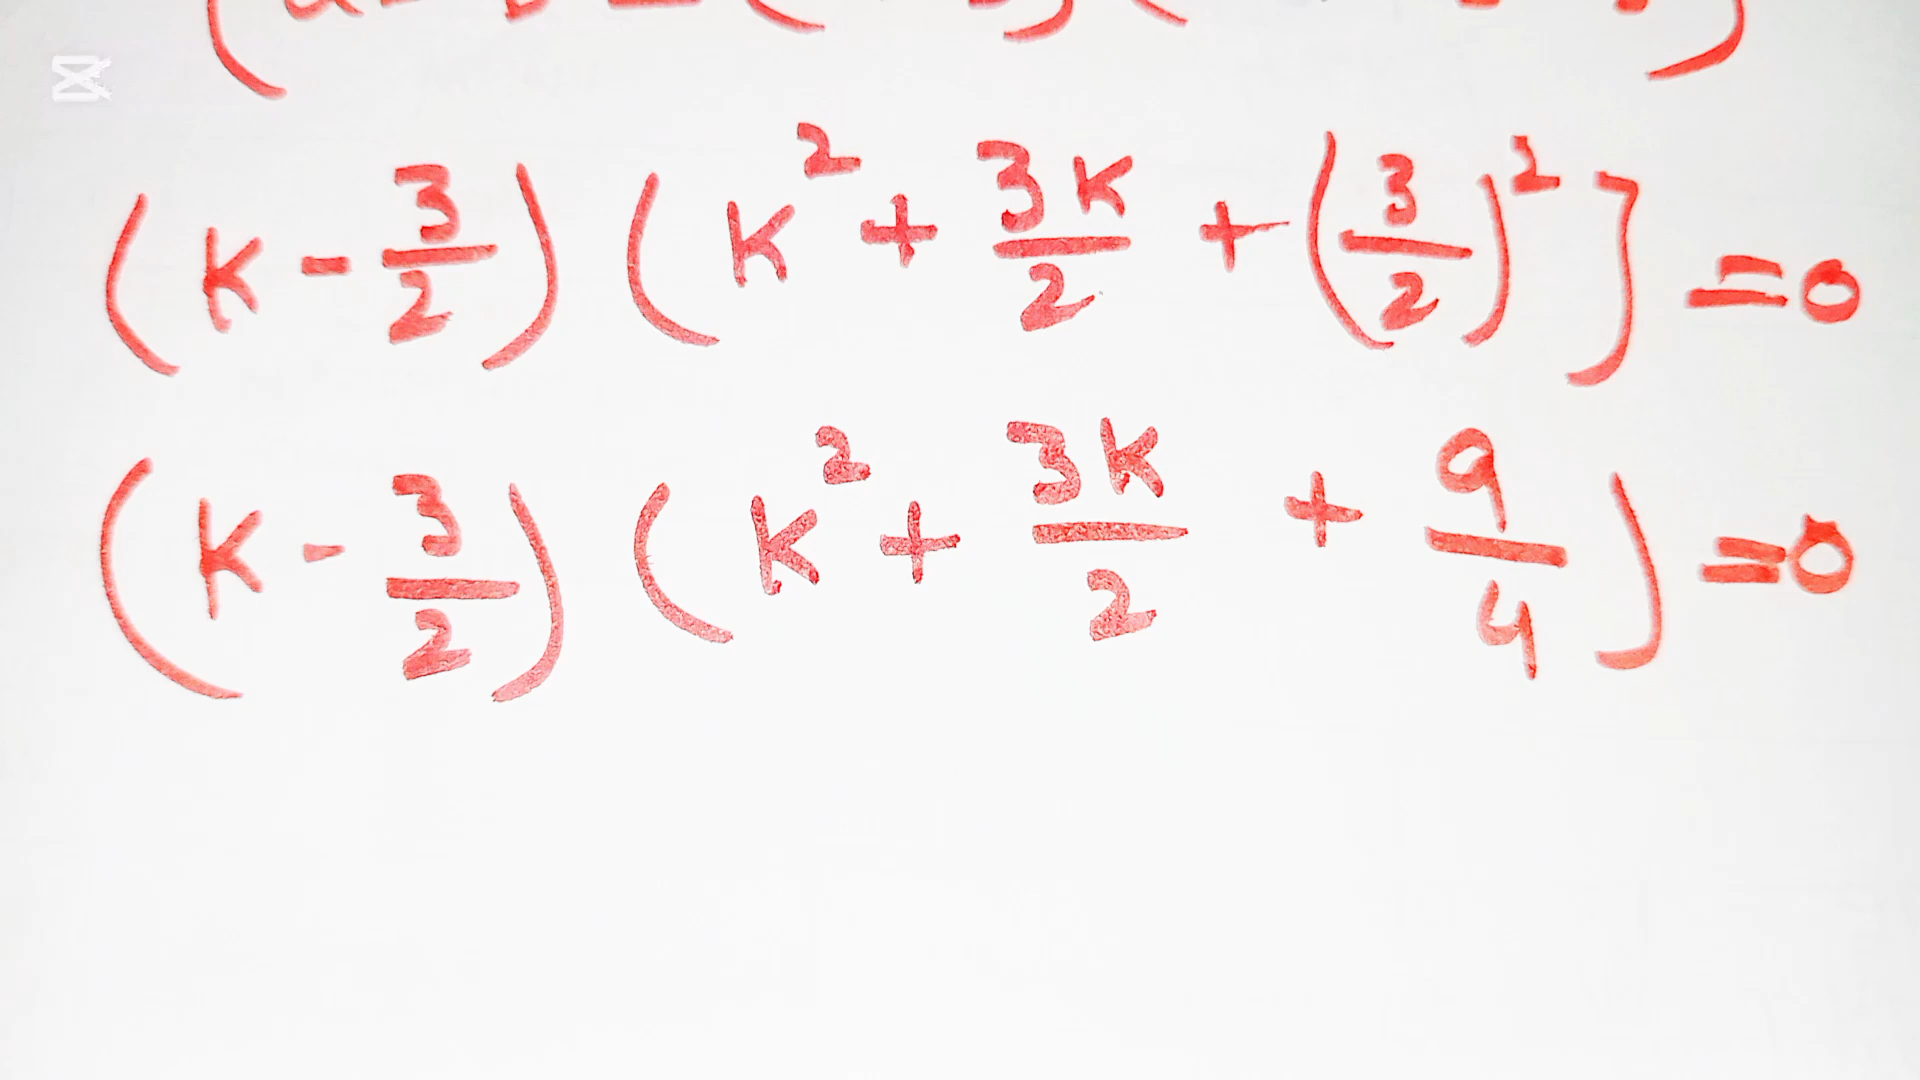 (K - 3/2) (K² + 3K/2 + (3/2)²] = 0
(K - 3/2) (K² + 3K/2 + 9/4) = 0